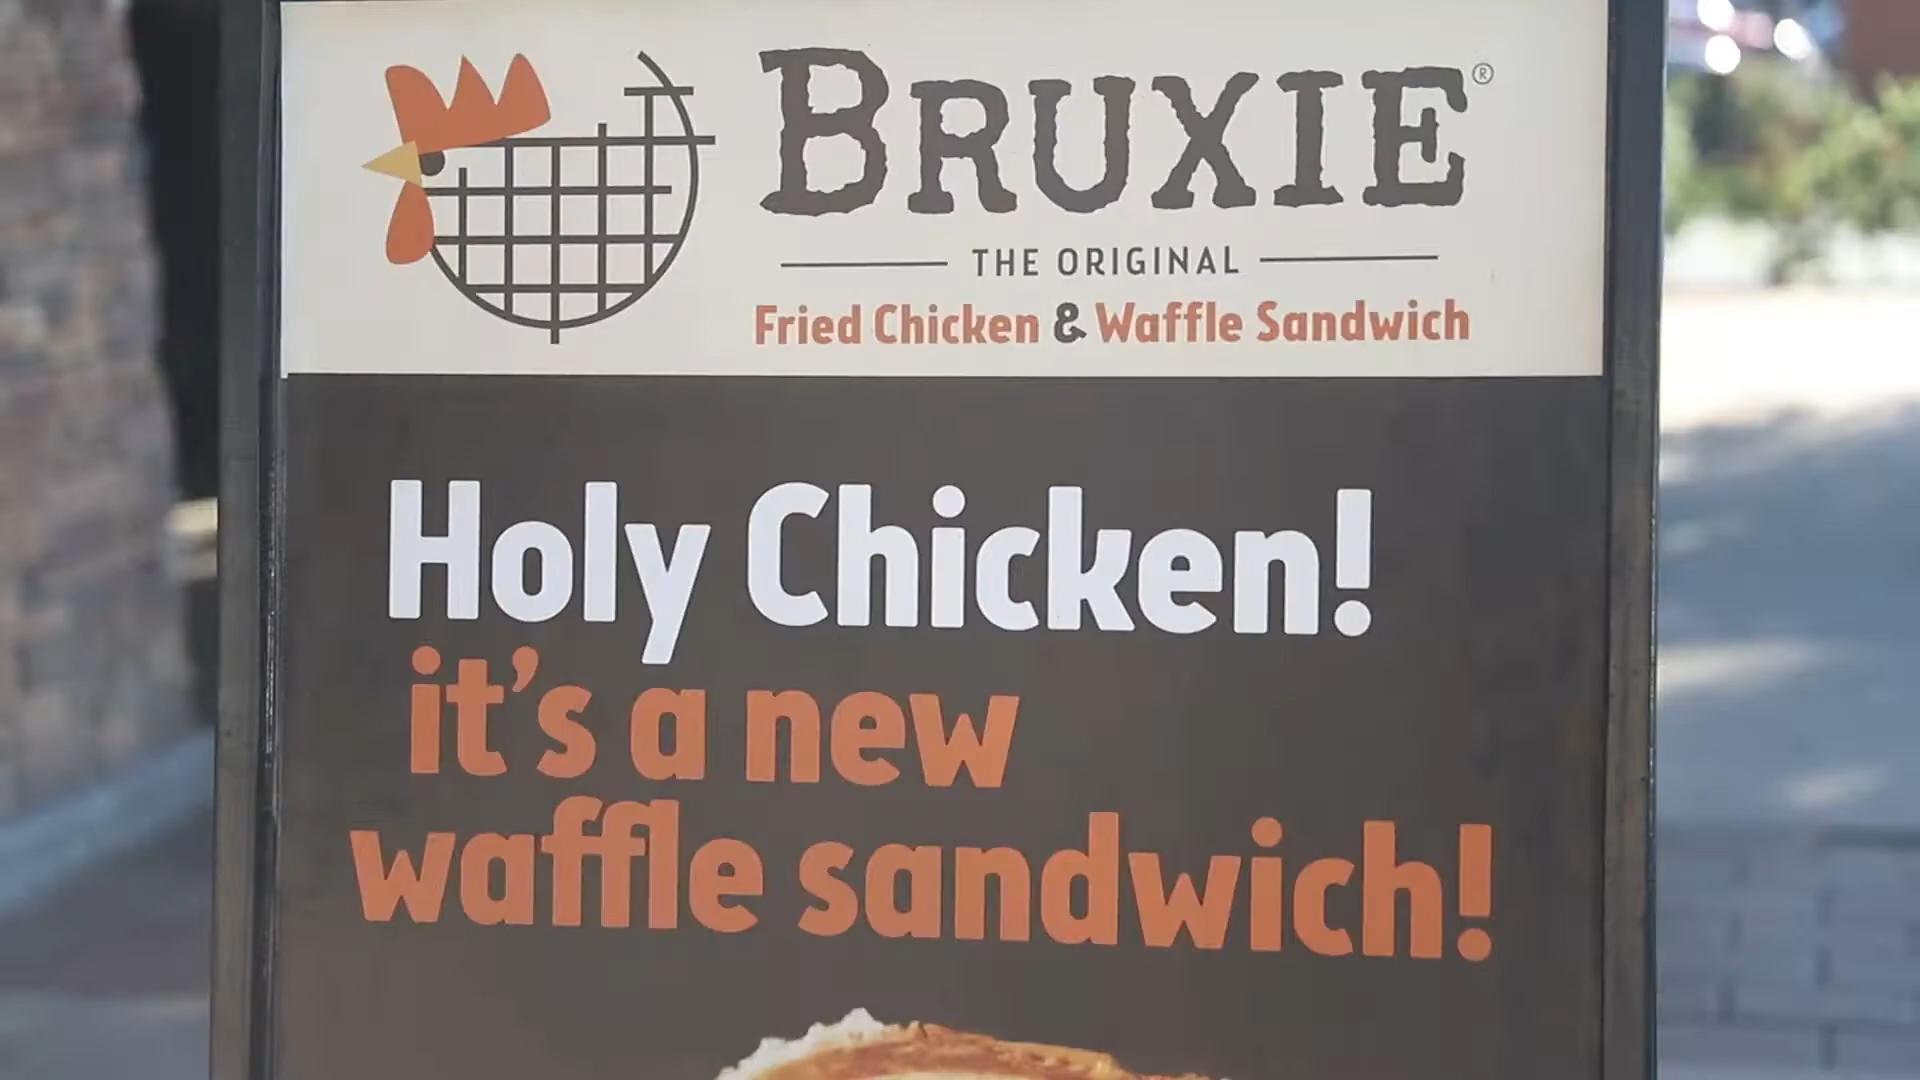 BRUXIE®
THE ORIGINAL
Fried Chicken & Waffle Sandwich
Holy Chicken!
it's a new
waffle sandwich!